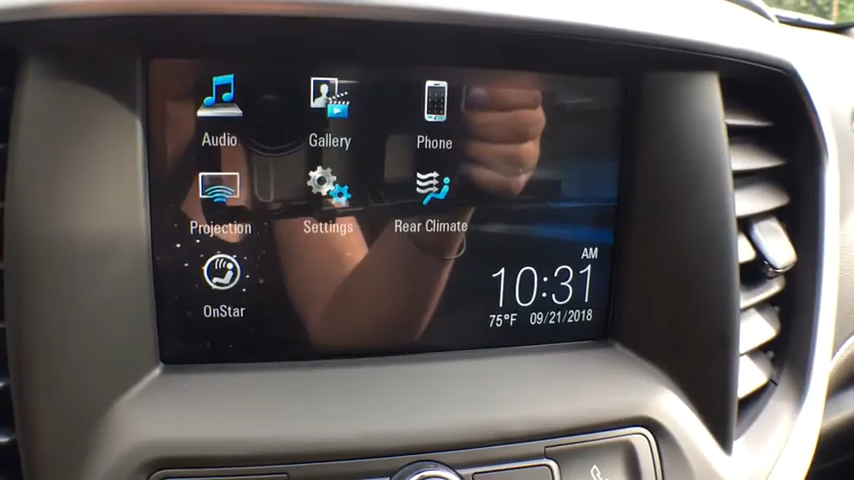 Audio
Gallery
Phone
Projection
Settings
Rear Climate
OnStar
AM
10:31
75°F 09/21/2018